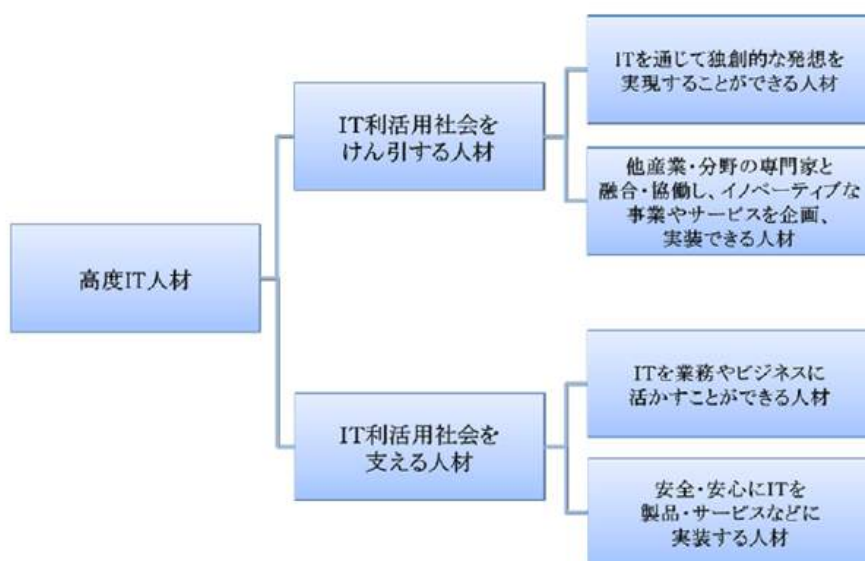 ITを通じて独創的な発想を
実現することができる人材
IT利活用社会を
けん引する人材
他産業・分野の専門家と
融合・協働し、イノベーティブな
事業やサービスを企画、
実装できる人材
高度IT人材
ITを業務やビジネスに
活かすことができる人材
IT利活用社会を
支える人材
安全・安心にITを
製品・サービスなどに
実装する人材